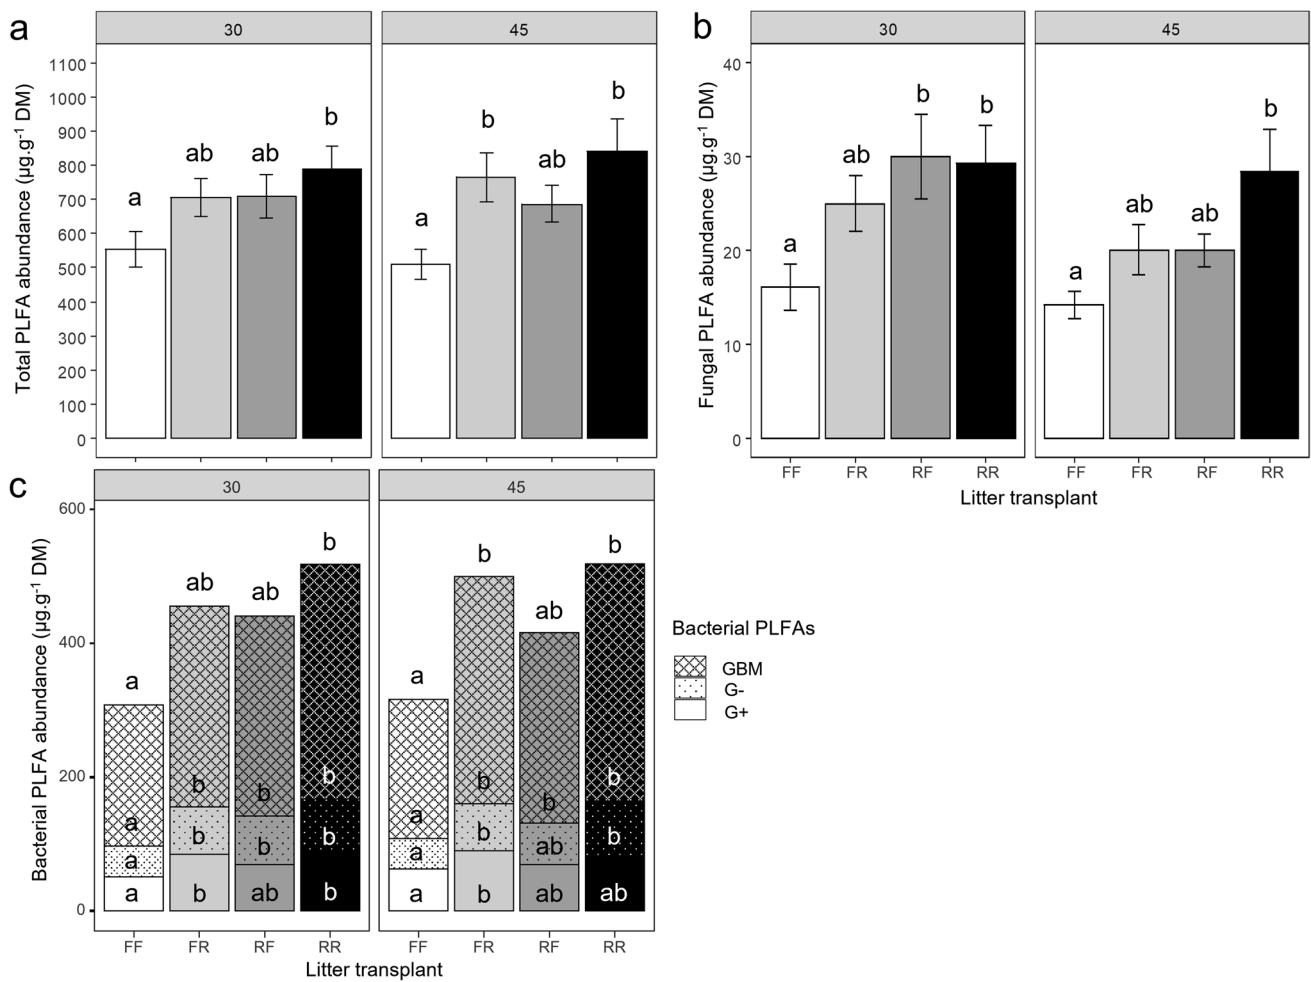 a
30
45
Total PLFA abundance (µg.g-1 DM)
1100
1000
900
800
700
600
500
400
300
200
100
0
a
ab
ab
b
a
b
ab
b
b
30
45
Fungal PLFA abundance (µg.g-1 DM)
40
30
20
10
0
a
ab
b
b
a
ab
ab
b
FF FR RF RR FF FR RF RR
Litter transplant
c
30
45
Bacterial PLFA abundance (µg.g-1 DM)
600
400
200
0
a
ab
ab
b
a
b
ab
b
a
b
b
b
a
b
b
b
a
b
b
b
a
b
ab
b
a
b
ab
b
a
b
ab
ab
FF FR RF RR FF FR RF RR
Litter transplant
Bacterial PLFAs
GBM
G-
G+